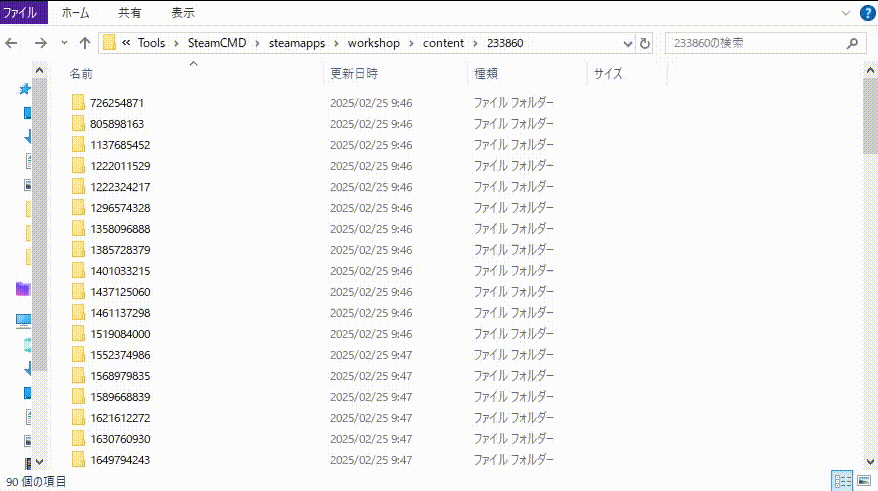 ファイル ホーム 共有 表示
« Tools > SteamCMD > steamapps > workshop > content > 233860 233860の検索
名前 更新日時 種類 サイズ
726254871 2025/02/25 9:46 ファイル フォルダー
805898163 2025/02/25 9:46 ファイル フォルダー
1137685452 2025/02/25 9:46 ファイル フォルダー
1222011529 2025/02/25 9:46 ファイル フォルダー
1222324217 2025/02/25 9:46 ファイル フォルダー
1296574328 2025/02/25 9:46 ファイル フォルダー
1358096888 2025/02/25 9:46 ファイル フォルダー
1385728379 2025/02/25 9:46 ファイル フォルダー
1401033215 2025/02/25 9:46 ファイル フォルダー
1437125060 2025/02/25 9:46 ファイル フォルダー
1461137298 2025/02/25 9:46 ファイル フォルダー
1519084000 2025/02/25 9:46 ファイル フォルダー
1552374986 2025/02/25 9:47 ファイル フォルダー
1568979835 2025/02/25 9:47 ファイル フォルダー
1589668839 2025/02/25 9:47 ファイル フォルダー
1621612272 2025/02/25 9:47 ファイル フォルダー
1630760930 2025/02/25 9:47 ファイル フォルダー
1649794243 2025/02/25 9:47 ファイル フォルダー
90 個の項目